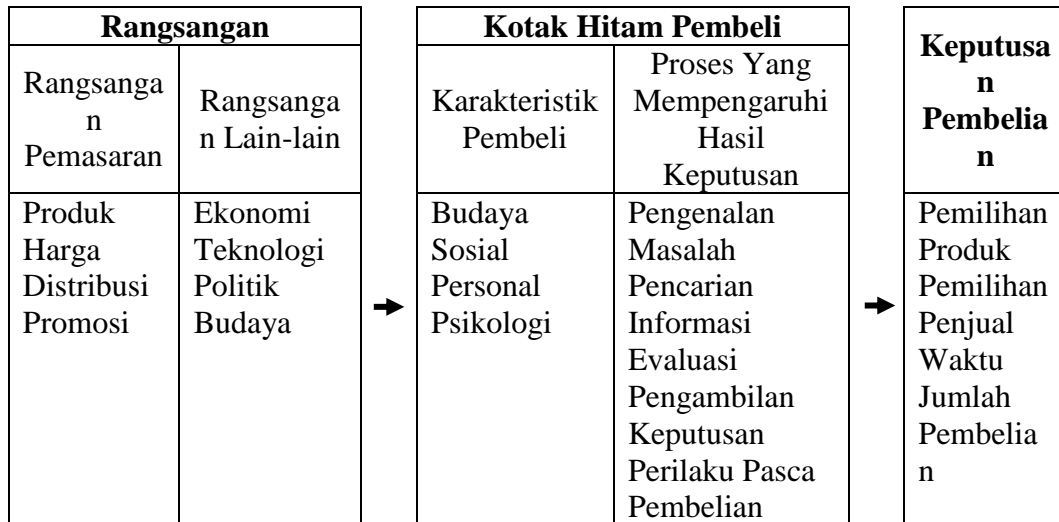 Rangsangan
Rangsanga
n
Pemasaran
Rangsanga
n Lain-lain
Produk
Harga
Distribusi
Promosi
Ekonomi
Teknologi
Politik
Budaya
Kotak Hitam Pembeli
Karakteristik
Pembeli
Proses Yang
Mempengaruhi
Hasil
Keputusan
Budaya
Sosial
Personal
Psikologi
Pengenalan
Masalah
Pencarian
Informasi
Evaluasi
Pengambilan
Keputusan
Perilaku Pasca
Pembelian
Keputusa
n
Pembelia
n
Pemilihan
Produk
Pemilihan
Penjual
Waktu
Jumlah
Pembelia
n